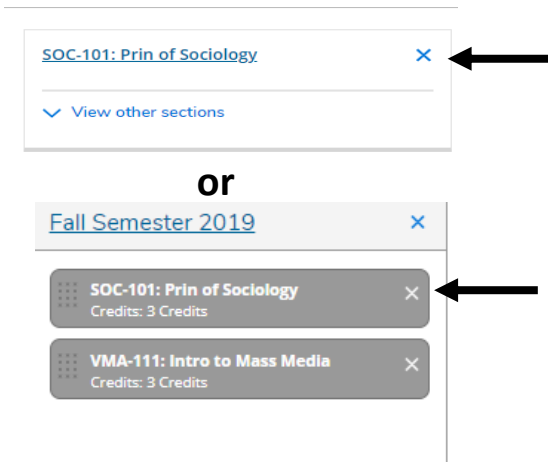 SOC-101: Prin of Sociology
View other sections
or
Fall Semester 2019
SOC-101: Prin of Sociology
Credits: 3 Credits
VMA-111: Intro to Mass Media
Credits: 3 Credits